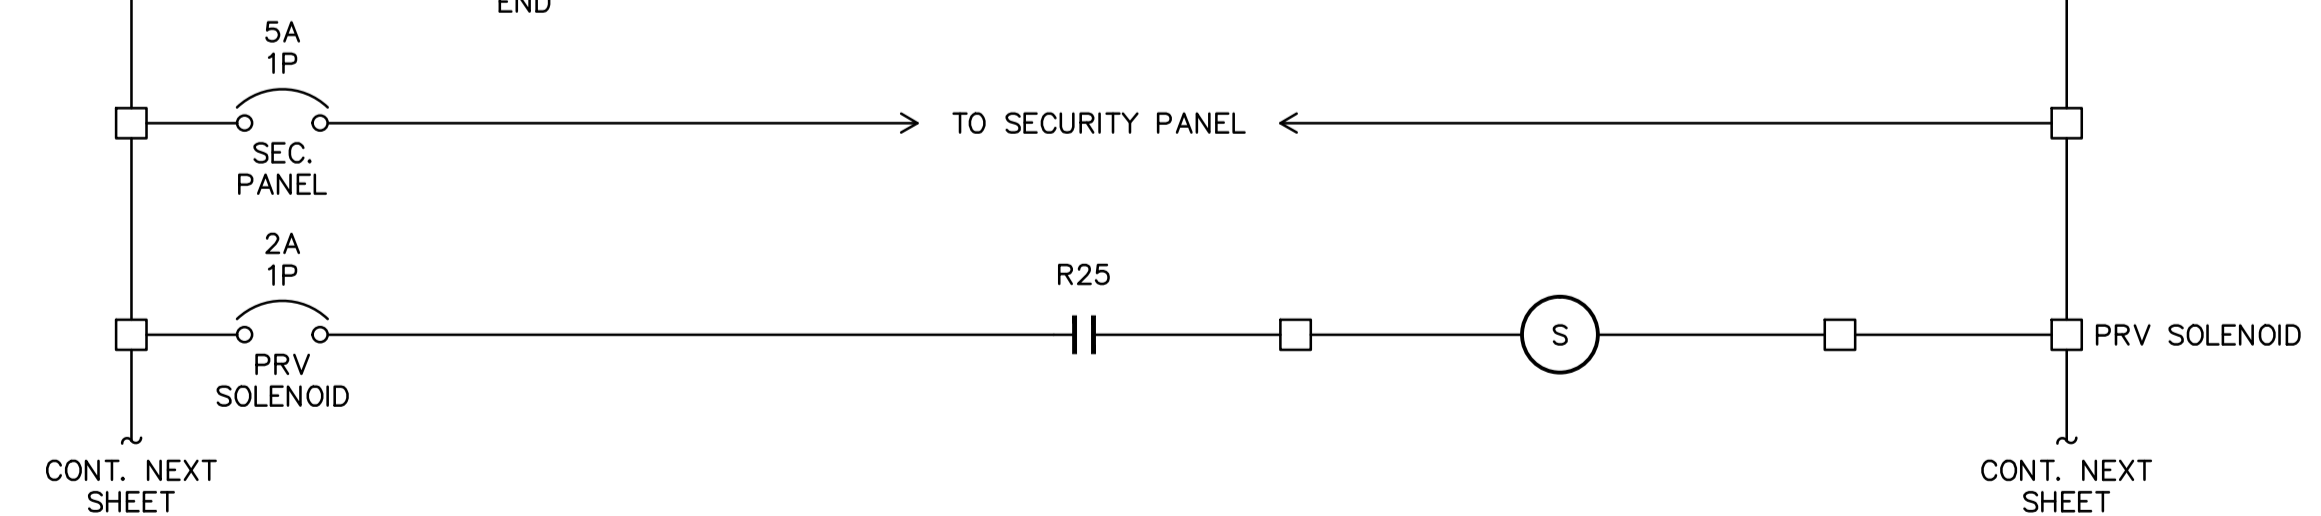 END
5A
1P
TO SECURITY PANEL
SEC.
PANEL
2A
1P
R25
S
PRV SOLENOID
PRV
SOLENOID
CONT. NEXT
SHEET
CONT. NEXT
SHEET